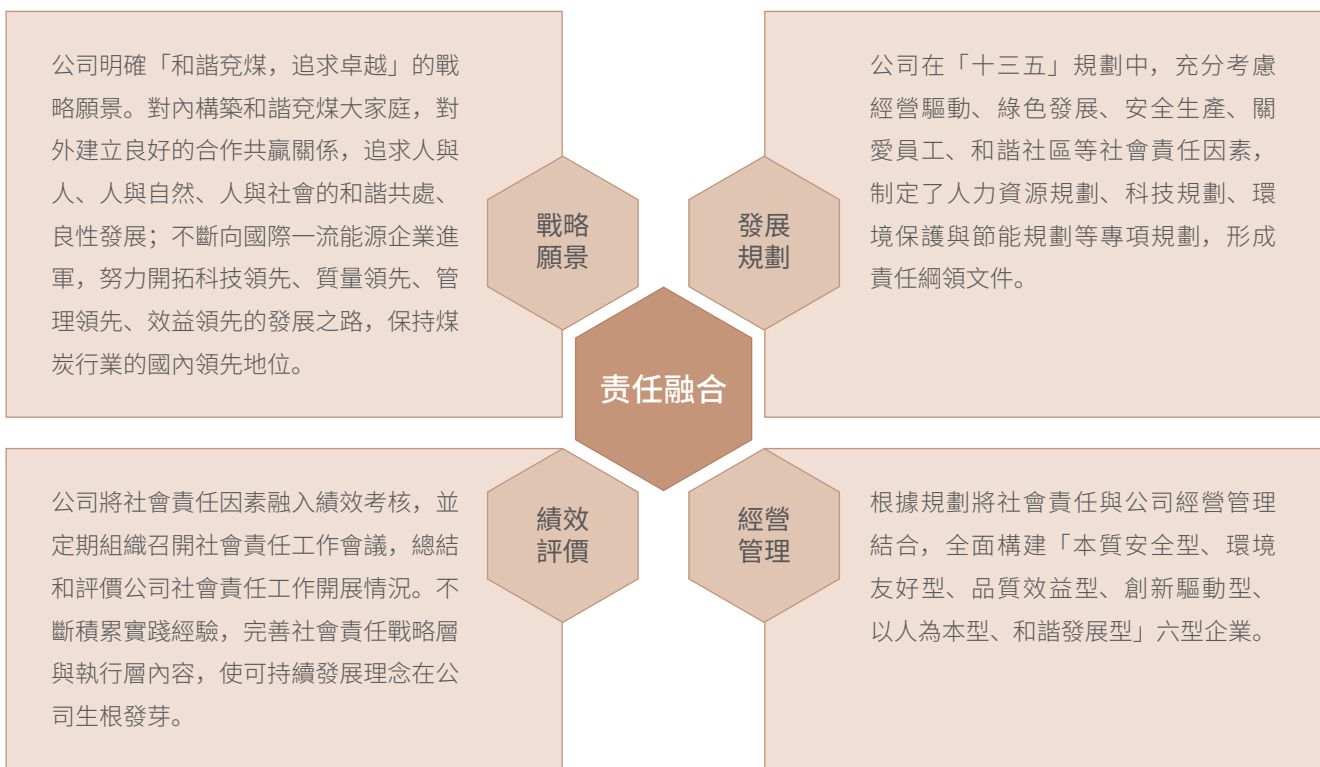 公司明確「和諧兗煤，追求卓越」的戰
略願景。對內構築和諧兗煤大家庭，對
外建立良好的合作共贏關係，追求人與
人、人與自然、人與社會的和諧共處、
良性發展；不斷向國際一流能源企業進
軍，努力開拓科技領先、質量領先、管
理領先、效益領先的發展之路，保持煤
炭行業的國內領先地位。
戰略
願景
發展
規劃
公司在「十三五」規劃中，充分考慮
經營驅動、綠色發展、安全生產、關
愛員工、和諧社區等社會責任因素，
制定了人力資源規劃、科技規劃、環
境保護與節能規劃等專項規劃，形成
責任綱領文件。
责任融合
公司將社會責任因素融入績效考核，並
定期組織召開社會責任工作會議，總結
和評價公司社會責任工作開展情況。不
斷積累實踐經驗，完善社會責任戰略層
與執行層內容，使可持續發展理念在公
司生根發芽。
績效
評價
經營
管理
根據規劃將社會責任與公司經營管理
結合，全面構建「本質安全型、環境
友好型、品質效益型、創新驅動型、
以人為本型、和諧發展型」六型企業。